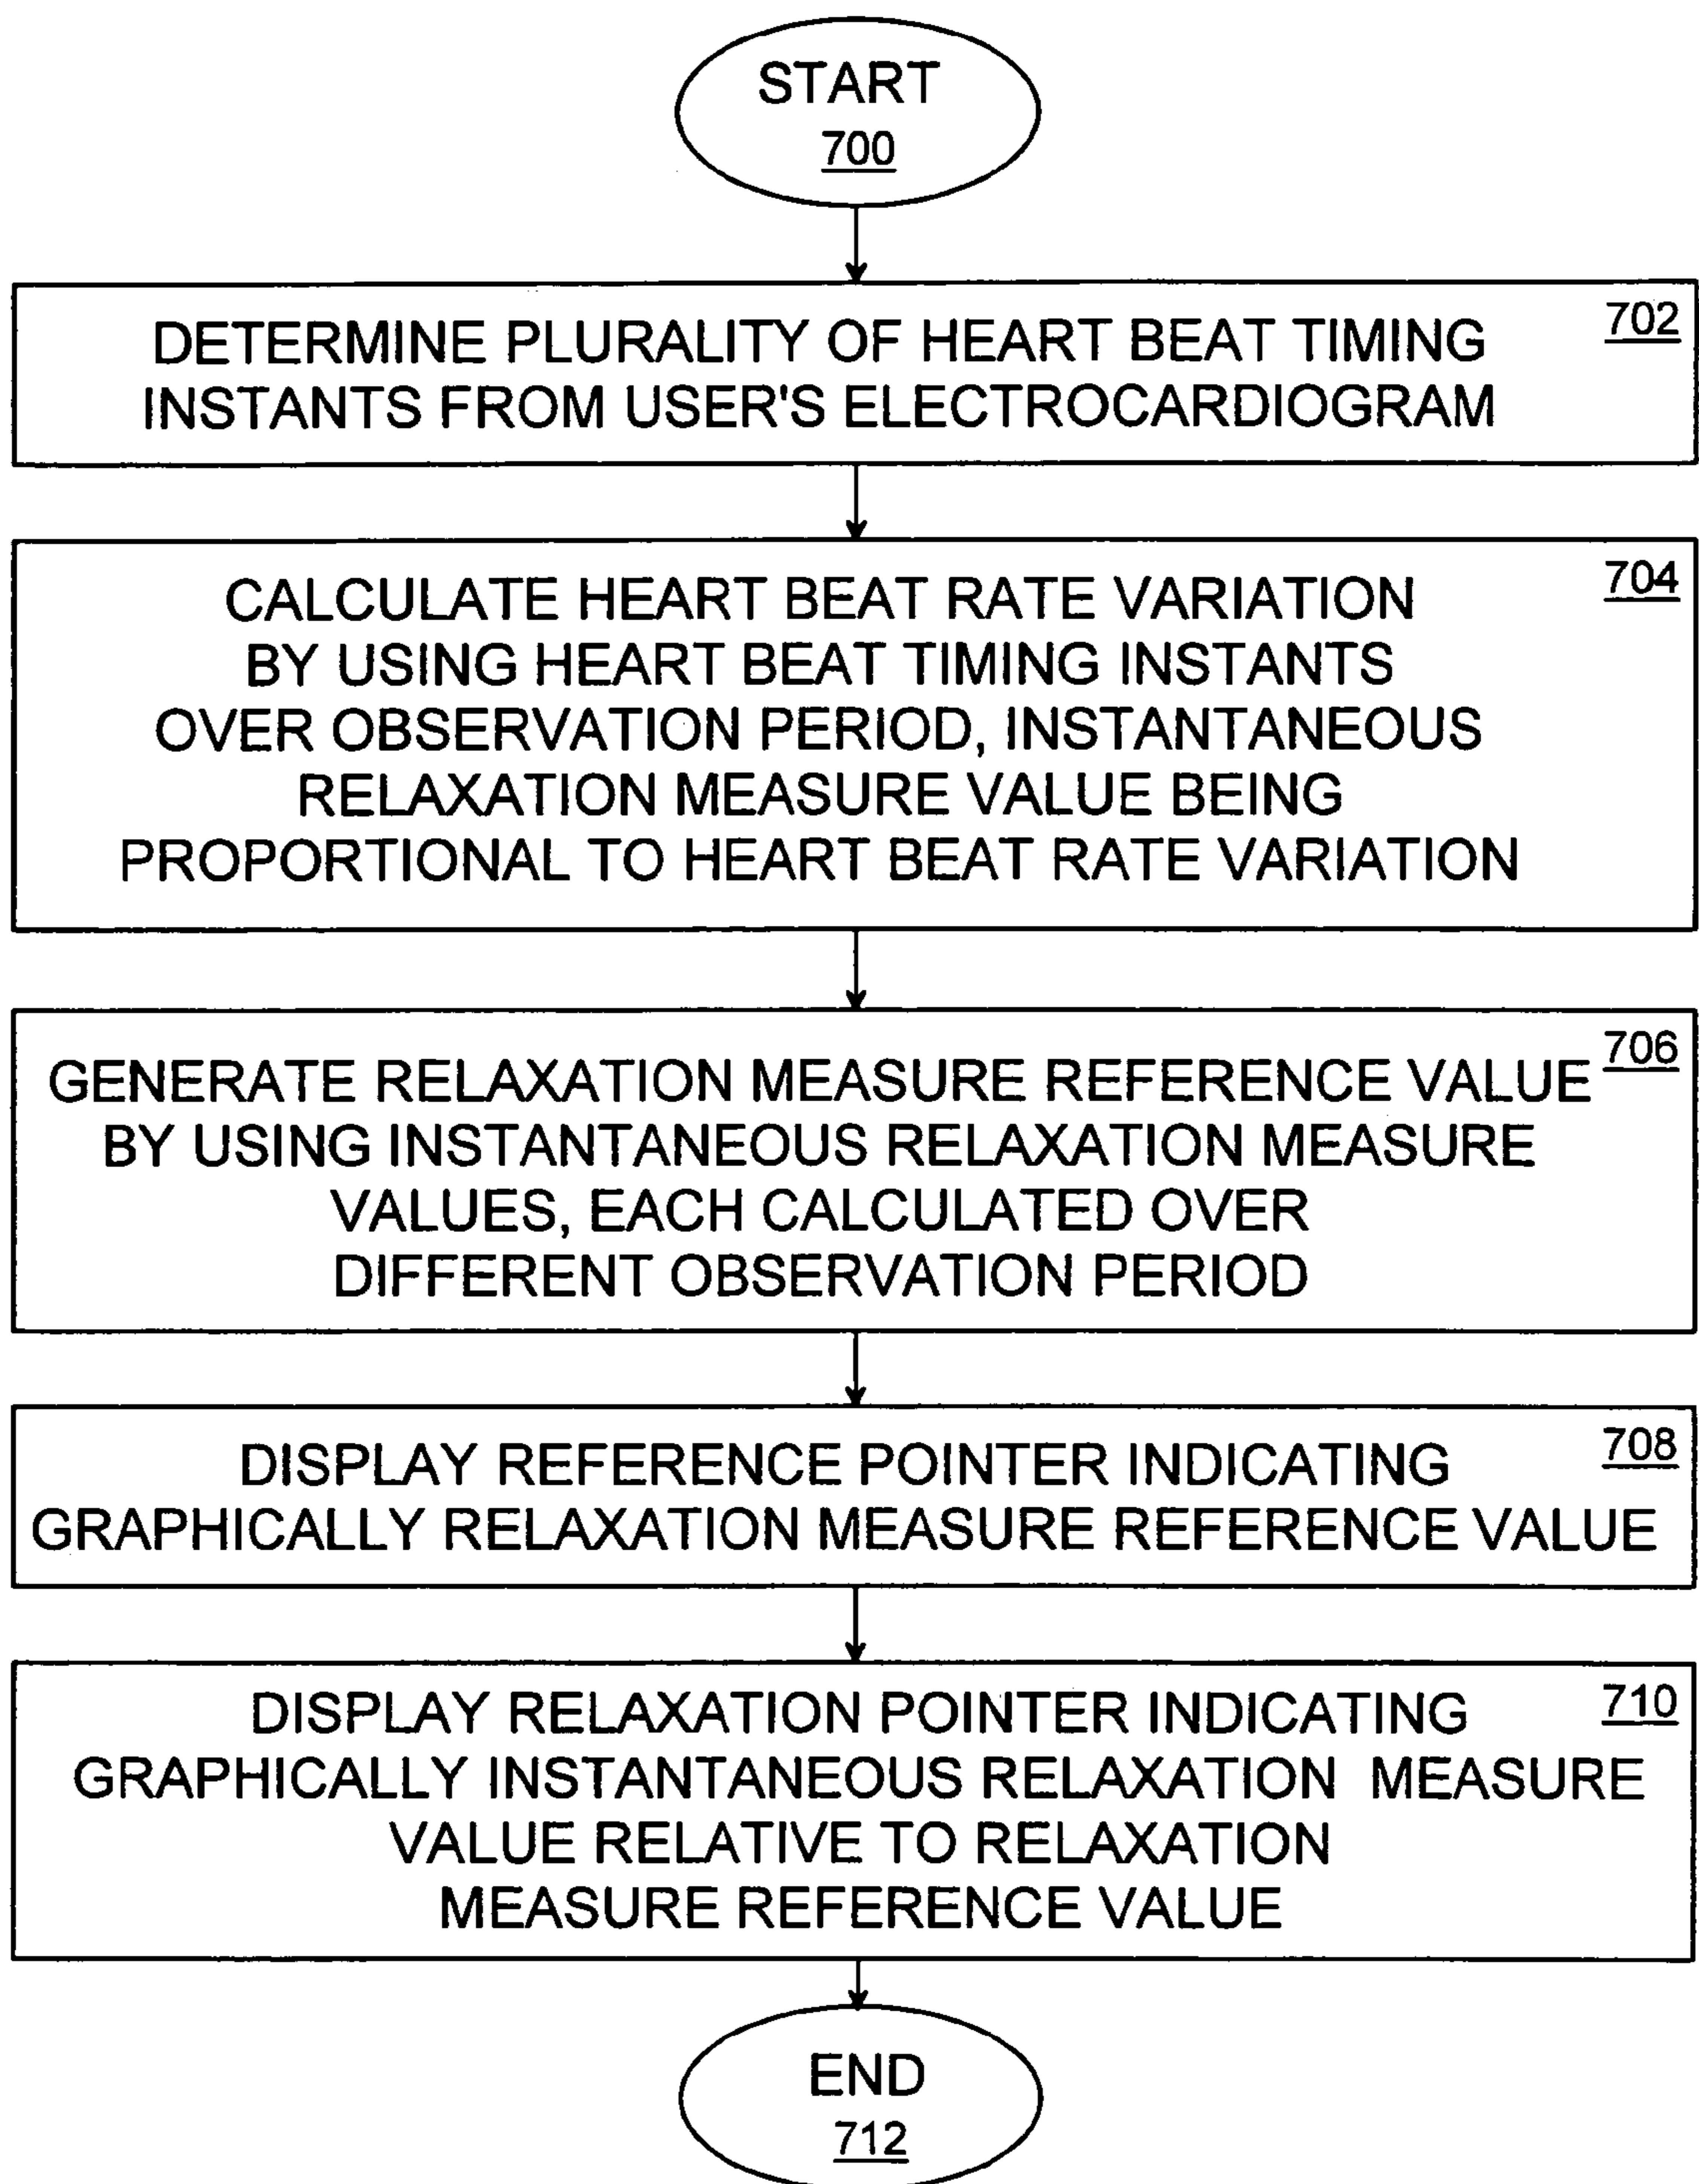 START
700
702
DETERMINE PLURALITY OF HEART BEAT TIMING
INSTANTS FROM USER'S ELECTROCARDIOGRAM
704
CALCULATE HEART BEAT RATE VARIATION
BY USING HEART BEAT TIMING INSTANTS
OVER OBSERVATION PERIOD, INSTANTANEOUS
RELAXATION MEASURE VALUE BEING
PROPORTIONAL TO HEART BEAT RATE VARIATION
706
GENERATE RELAXATION MEASURE REFERENCE VALUE
BY USING INSTANTANEOUS RELAXATION MEASURE
VALUES, EACH CALCULATED OVER
DIFFERENT OBSERVATION PERIOD
708
DISPLAY REFERENCE POINTER INDICATING
GRAPHICALLY RELAXATION MEASURE REFERENCE VALUE
710
DISPLAY RELAXATION POINTER INDICATING
GRAPHICALLY INSTANTANEOUS RELAXATION MEASURE
VALUE RELATIVE TO RELAXATION
MEASURE REFERENCE VALUE
END
712